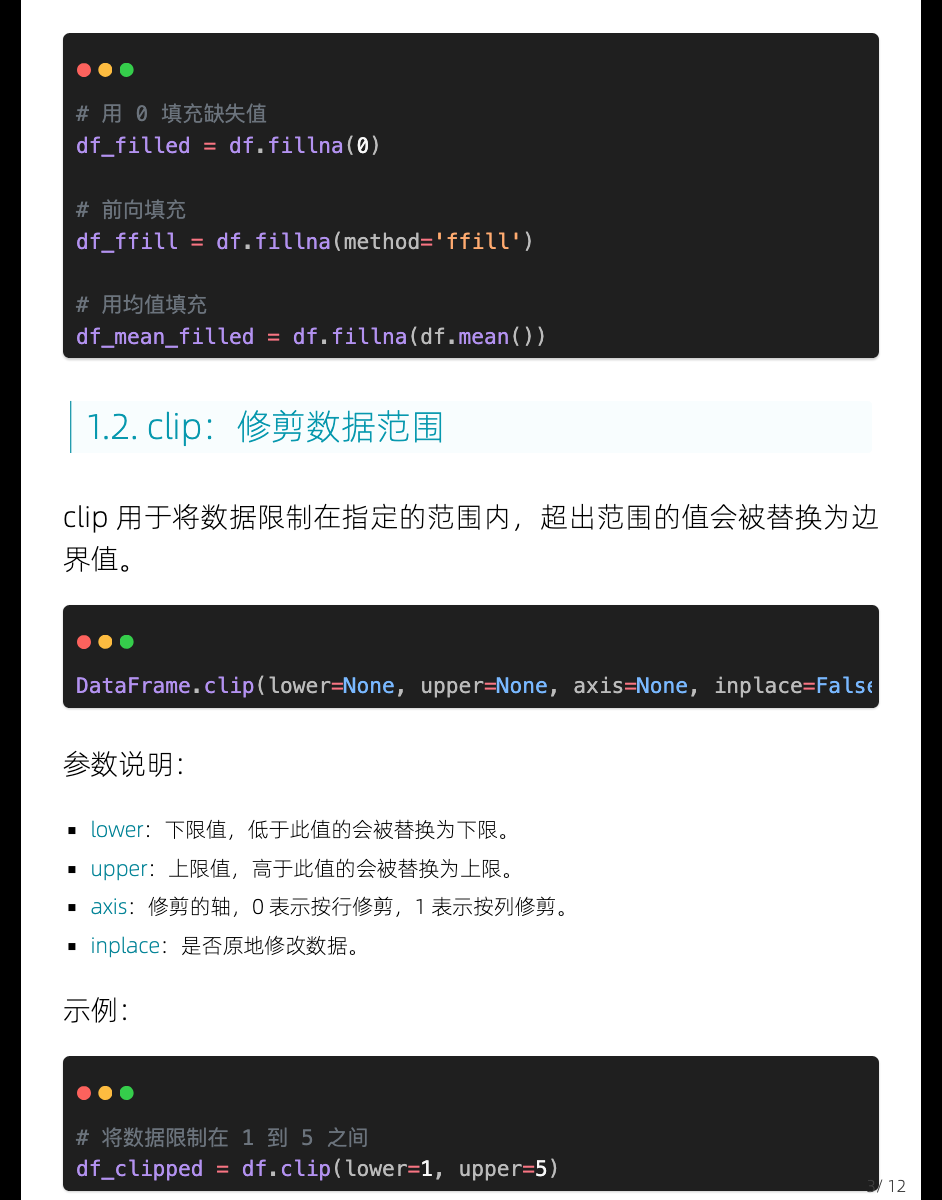 # 用 0 填充缺失值
df_filled = df.fillna(0)
# 前向填充
df_ffill = df.fillna(method='ffill')
# 用均值填充
df_mean_filled = df.fillna(df.mean())
1.2. clip：修剪数据范围
clip 用于将数据限制在指定的范围内，超出范围的值会被替换为边
界值。
DataFrame.clip(lower=None, upper=None, axis=None, inplace=False
参数说明：
▪ lower：下限值，低于此值的会被替换为下限。
▪ upper：上限值，高于此值的会被替换为上限。
▪ axis：修剪的轴，0 表示按行修剪，1 表示按列修剪。
▪ inplace：是否原地修改数据。
示例：
# 将数据限制在 1 到 5 之间
df_clipped = df.clip(lower=1, upper=5)
3/ 12